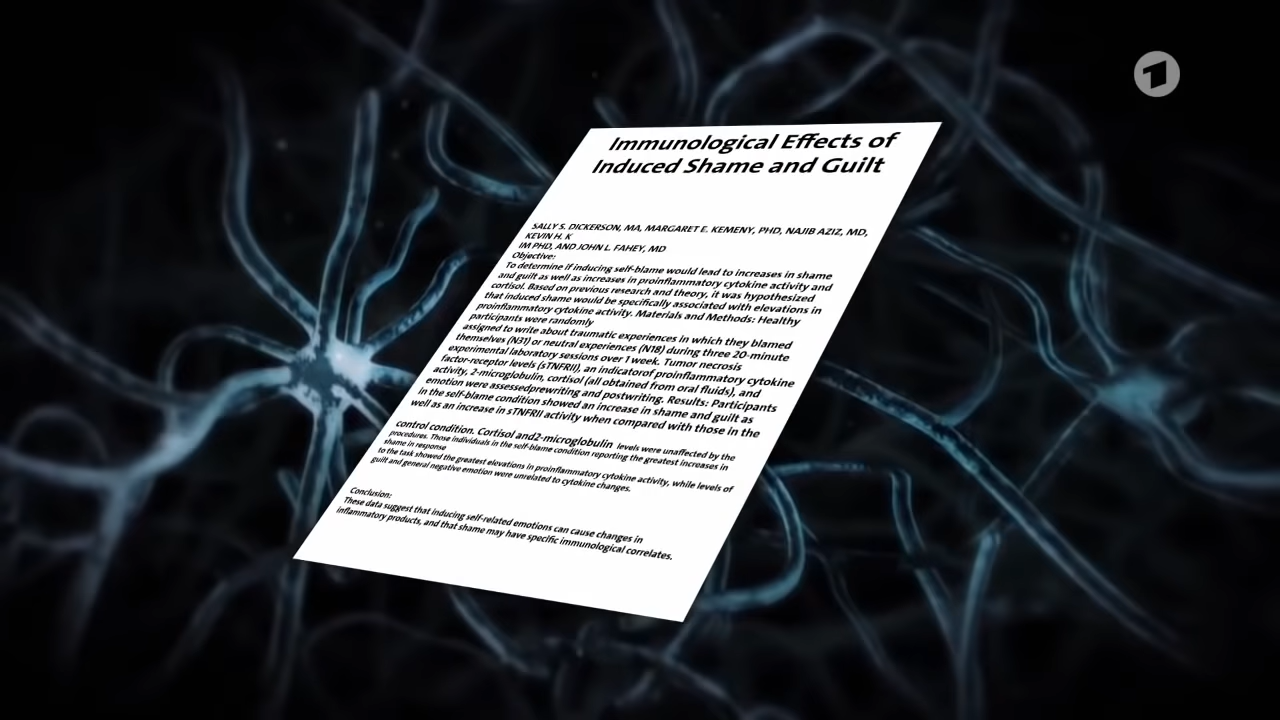 Immunological Effects of
Induced Shame and Guilt
SALLY S. DICKERSON, MA, MARGARET E. KEMENY, PHD, NAJIB AZIZ, MD,
KEVIN H. K
IM PHD, AND JOHN L. FAHEY, MD
Objective:
To determine if inducing self-blame would lead to increases in shame
and guilt as well as increases in proinflammatory cytokine activity and
cortisol. Based on previous research and theory, it was hypothesized
that induced shame would be specifically associated with elevations in
proinflammatory cytokine activity. Materials and Methods: Healthy
participants were randomly
assigned to write about traumatic experiences in which they blamed
themselves (N31) or neutral experiences (N18) during three 20-minute
experimental laboratory sessions over 1 week. Tumor necrosis
factor-receptor levels (sTNFRII), an indicatorof proinflammatory cytokine
activity, 2-microglobulin, cortisol (all obtained from oral fluids), and
emotion were assessedprewriting and postwriting. Results: Participants
in the self-blame condition showed an increase in shame and guilt as
well as an increase in sTNFRII activity when compared with those in the
control condition. Cortisol and2-microglobulin levels were unaffected by the
procedures. Those individuals in the self-blame condition reporting the greatest increases in
shame in response
to the task showed the greatest elevations in proinflammatory cytokine activity, while levels of
guilt and general negative emotion were unrelated to cytokine changes.
Conclusion:
These data suggest that inducing self-related emotions can cause changes in
inflammatory products, and that shame may have specific immunological correlates.
1